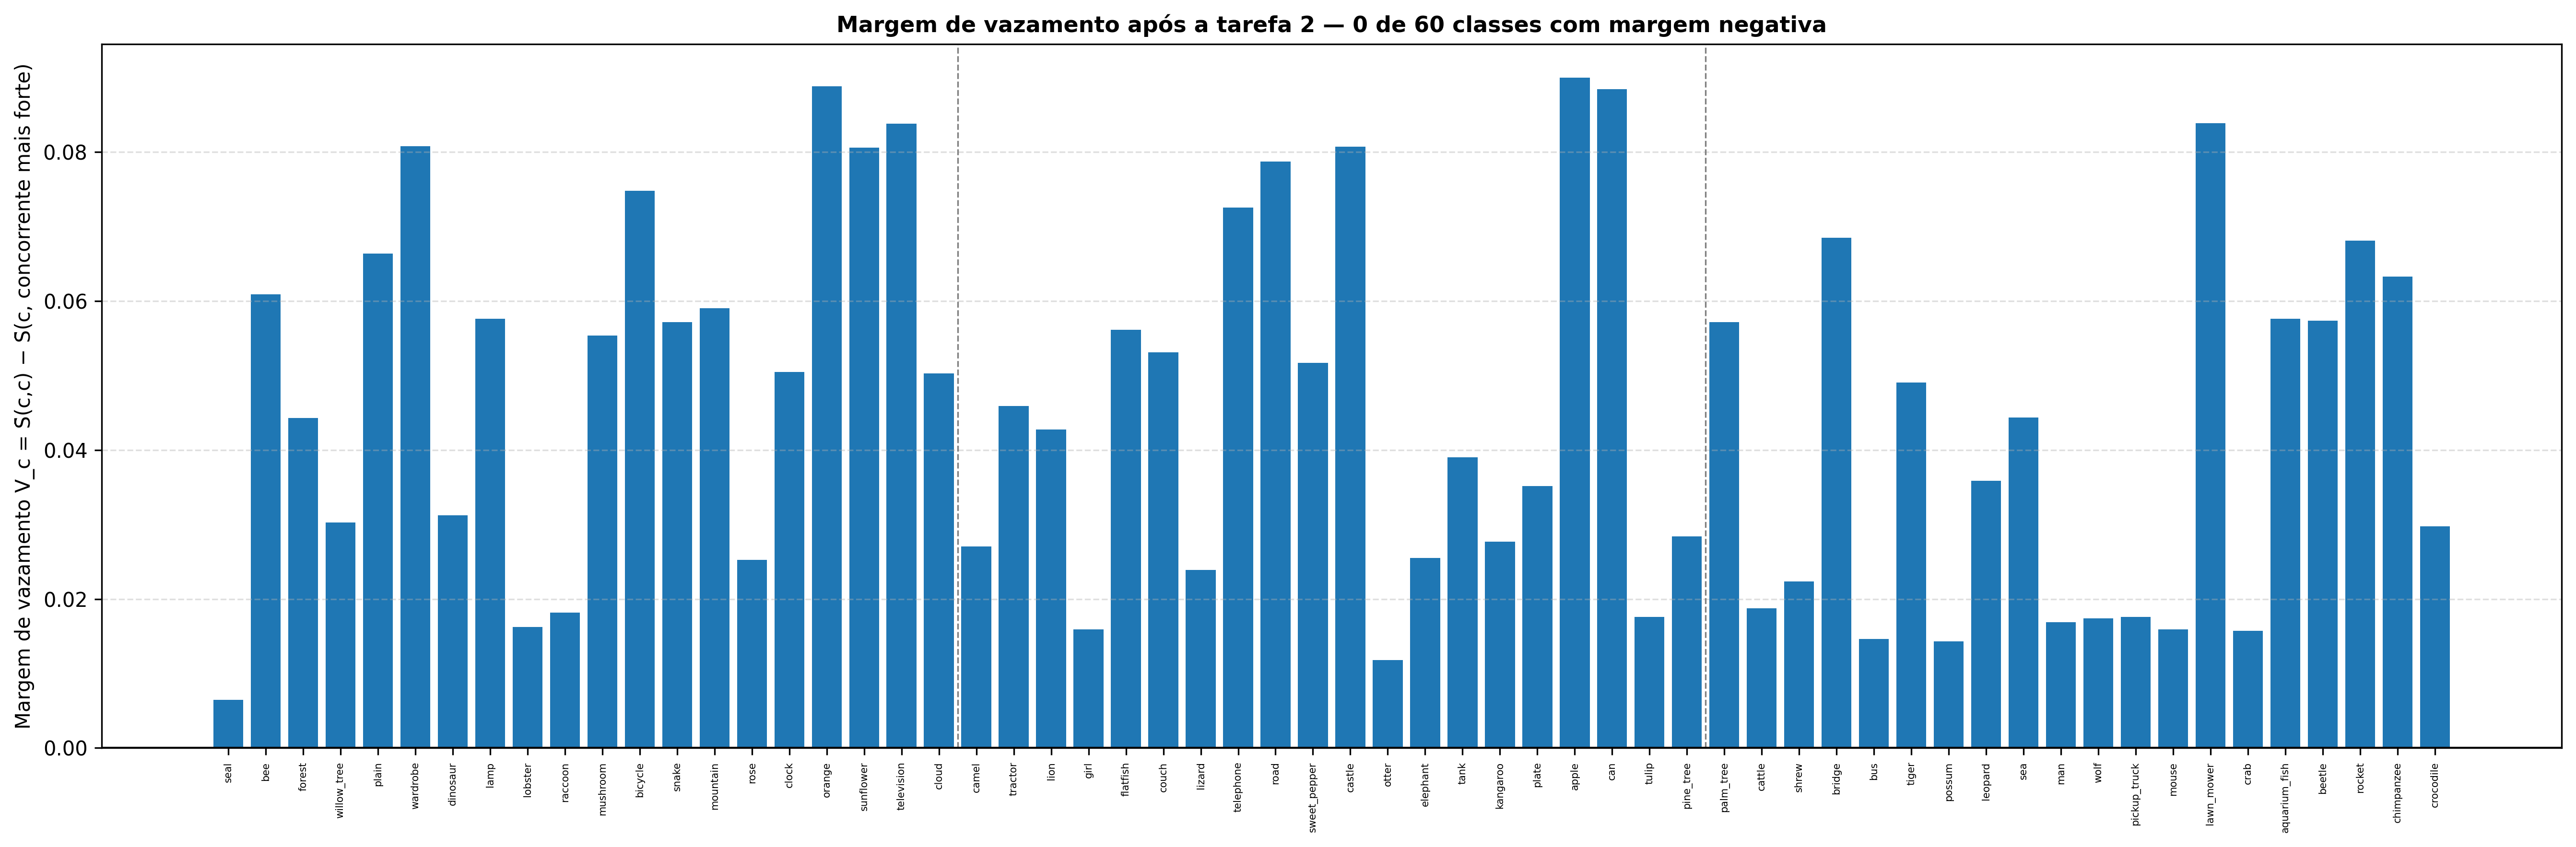 Margem de vazamento após a tarefa 2 — 0 de 60 classes com margem negativa
Margem de vazamento V_c = S(c,c) − S(c, concorrente mais forte)
0.08
0.06
0.04
0.02
0.00
seal
bee
forest
willow_tree
plain
wardrobe
dinosaur
lamp
lobster
raccoon
mushroom
bicycle
snake
mountain
rose
clock
orange
sunflower
television
cloud
camel
tractor
lion
girl
flatfish
couch
lizard
telephone
road
sweet_pepper
castle
otter
elephant
tank
kangaroo
plate
apple
can
tulip
pine_tree
palm_tree
cattle
shrew
bridge
bus
tiger
possum
leopard
sea
man
wolf
pickup_truck
mouse
lawn_mower
crab
aquarium_fish
beetle
rocket
chimpanzee
crocodile